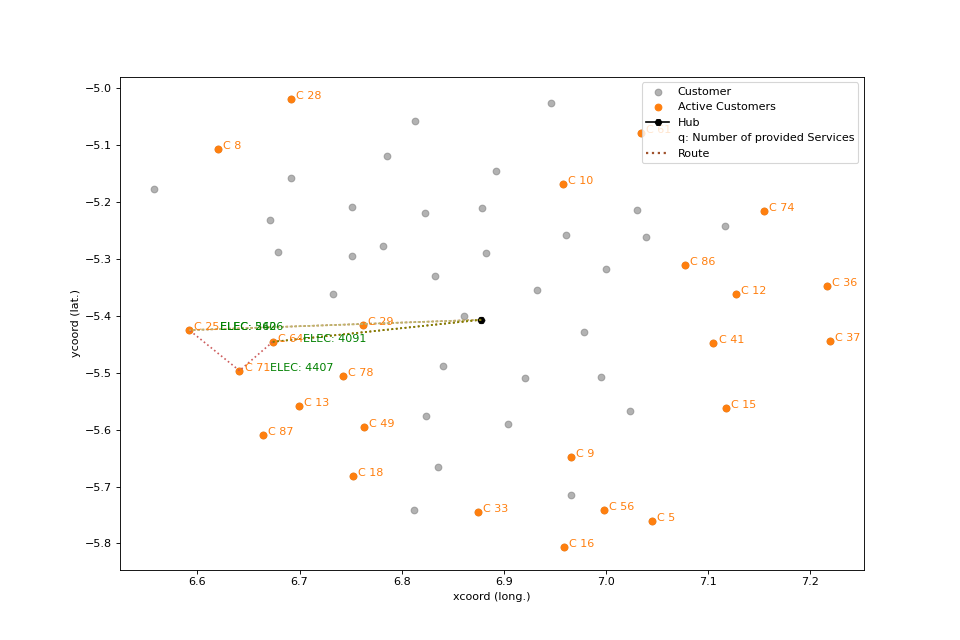 Customer
Active Customers
Hub
q: Number of provided Services
Route
C 28
C 8
C 10
C 74
C 86
C 36
C 12
C 29
C 25
C 64
ELEC: 4091
C 41
C 37
C 71
ELEC: 4407
C 78
C 13
C 15
C 49
C 87
C 9
C 18
C 33
C 56
C 5
C 16
−5.0
−5.1
−5.2
−5.3
−5.4
−5.5
−5.6
−5.7
−5.8
ycoord (lat.)
6.6
6.7
6.8
6.9
7.0
7.1
7.2
xcoord (long.)